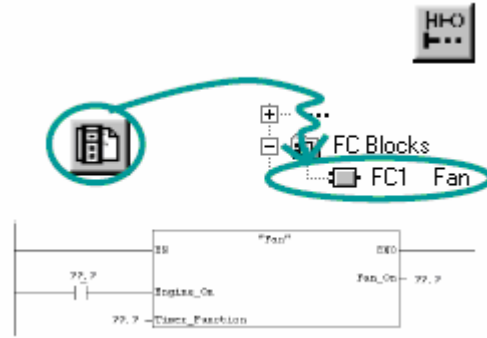 FC Blocks
FC1 Fan
"Fan"
EN ENO
??.? Fan_On ??.?
Engine_On
??.? Timer_Function